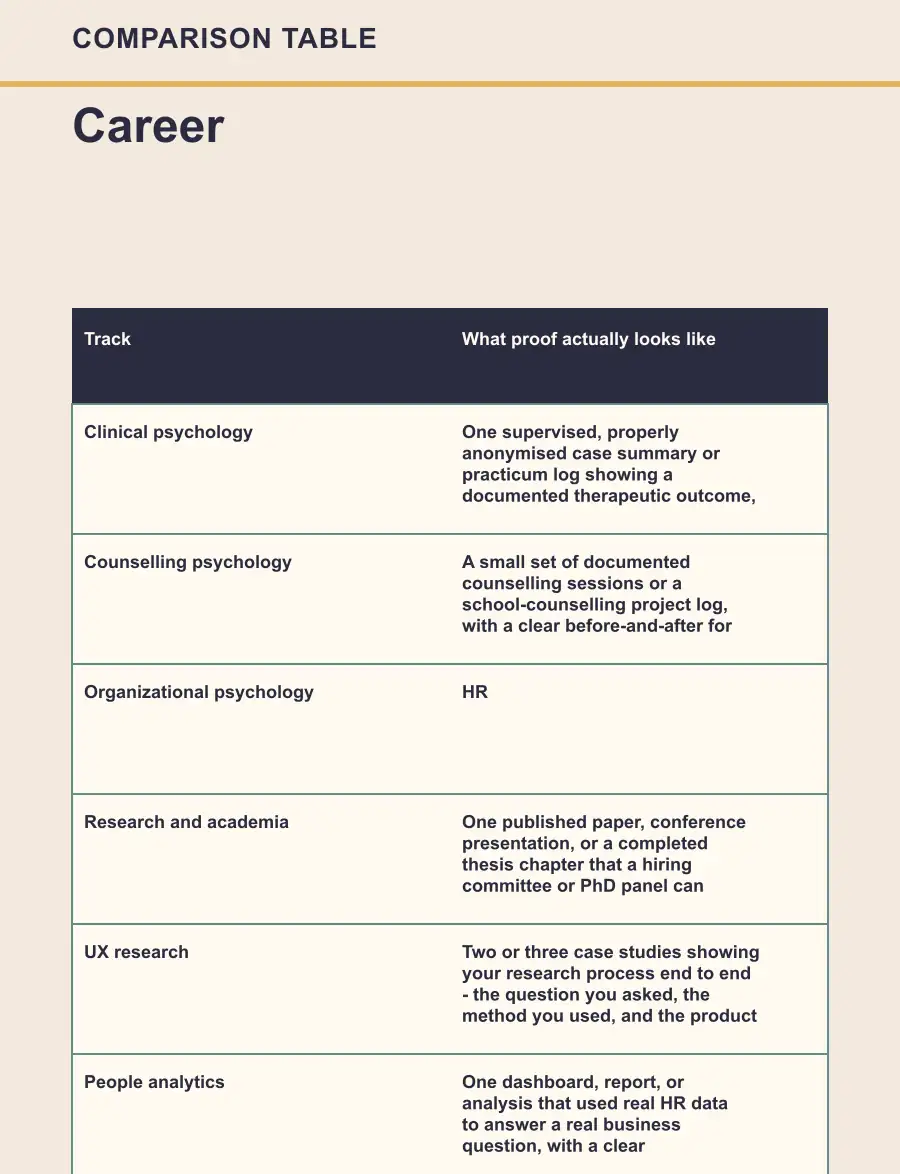 COMPARISON TABLE
Career
Track
What proof actually looks like
Clinical psychology
One supervised, properly
anonymised case summary or
practicum log showing a
documented therapeutic outcome,
Counselling psychology
A small set of documented
counselling sessions or a
school-counselling project log,
with a clear before-and-after for
Organizational psychology
HR
Research and academia
One published paper, conference
presentation, or a completed
thesis chapter that a hiring
committee or PhD panel can
UX research
Two or three case studies showing
your research process end to end
- the question you asked, the
method you used, and the product
People analytics
One dashboard, report, or
analysis that used real HR data
to answer a real business
question, with a clear